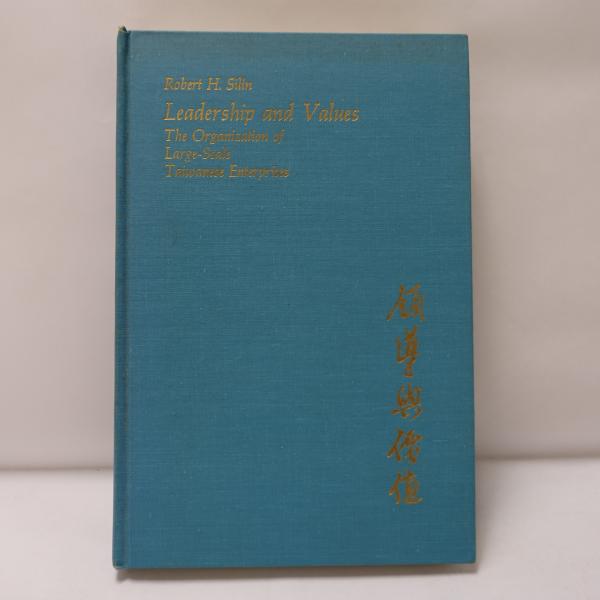 Robert H. Silin
Leadership and Values
The Organization of
Large-Scale
Taiwanese Enterprises
領導與價值